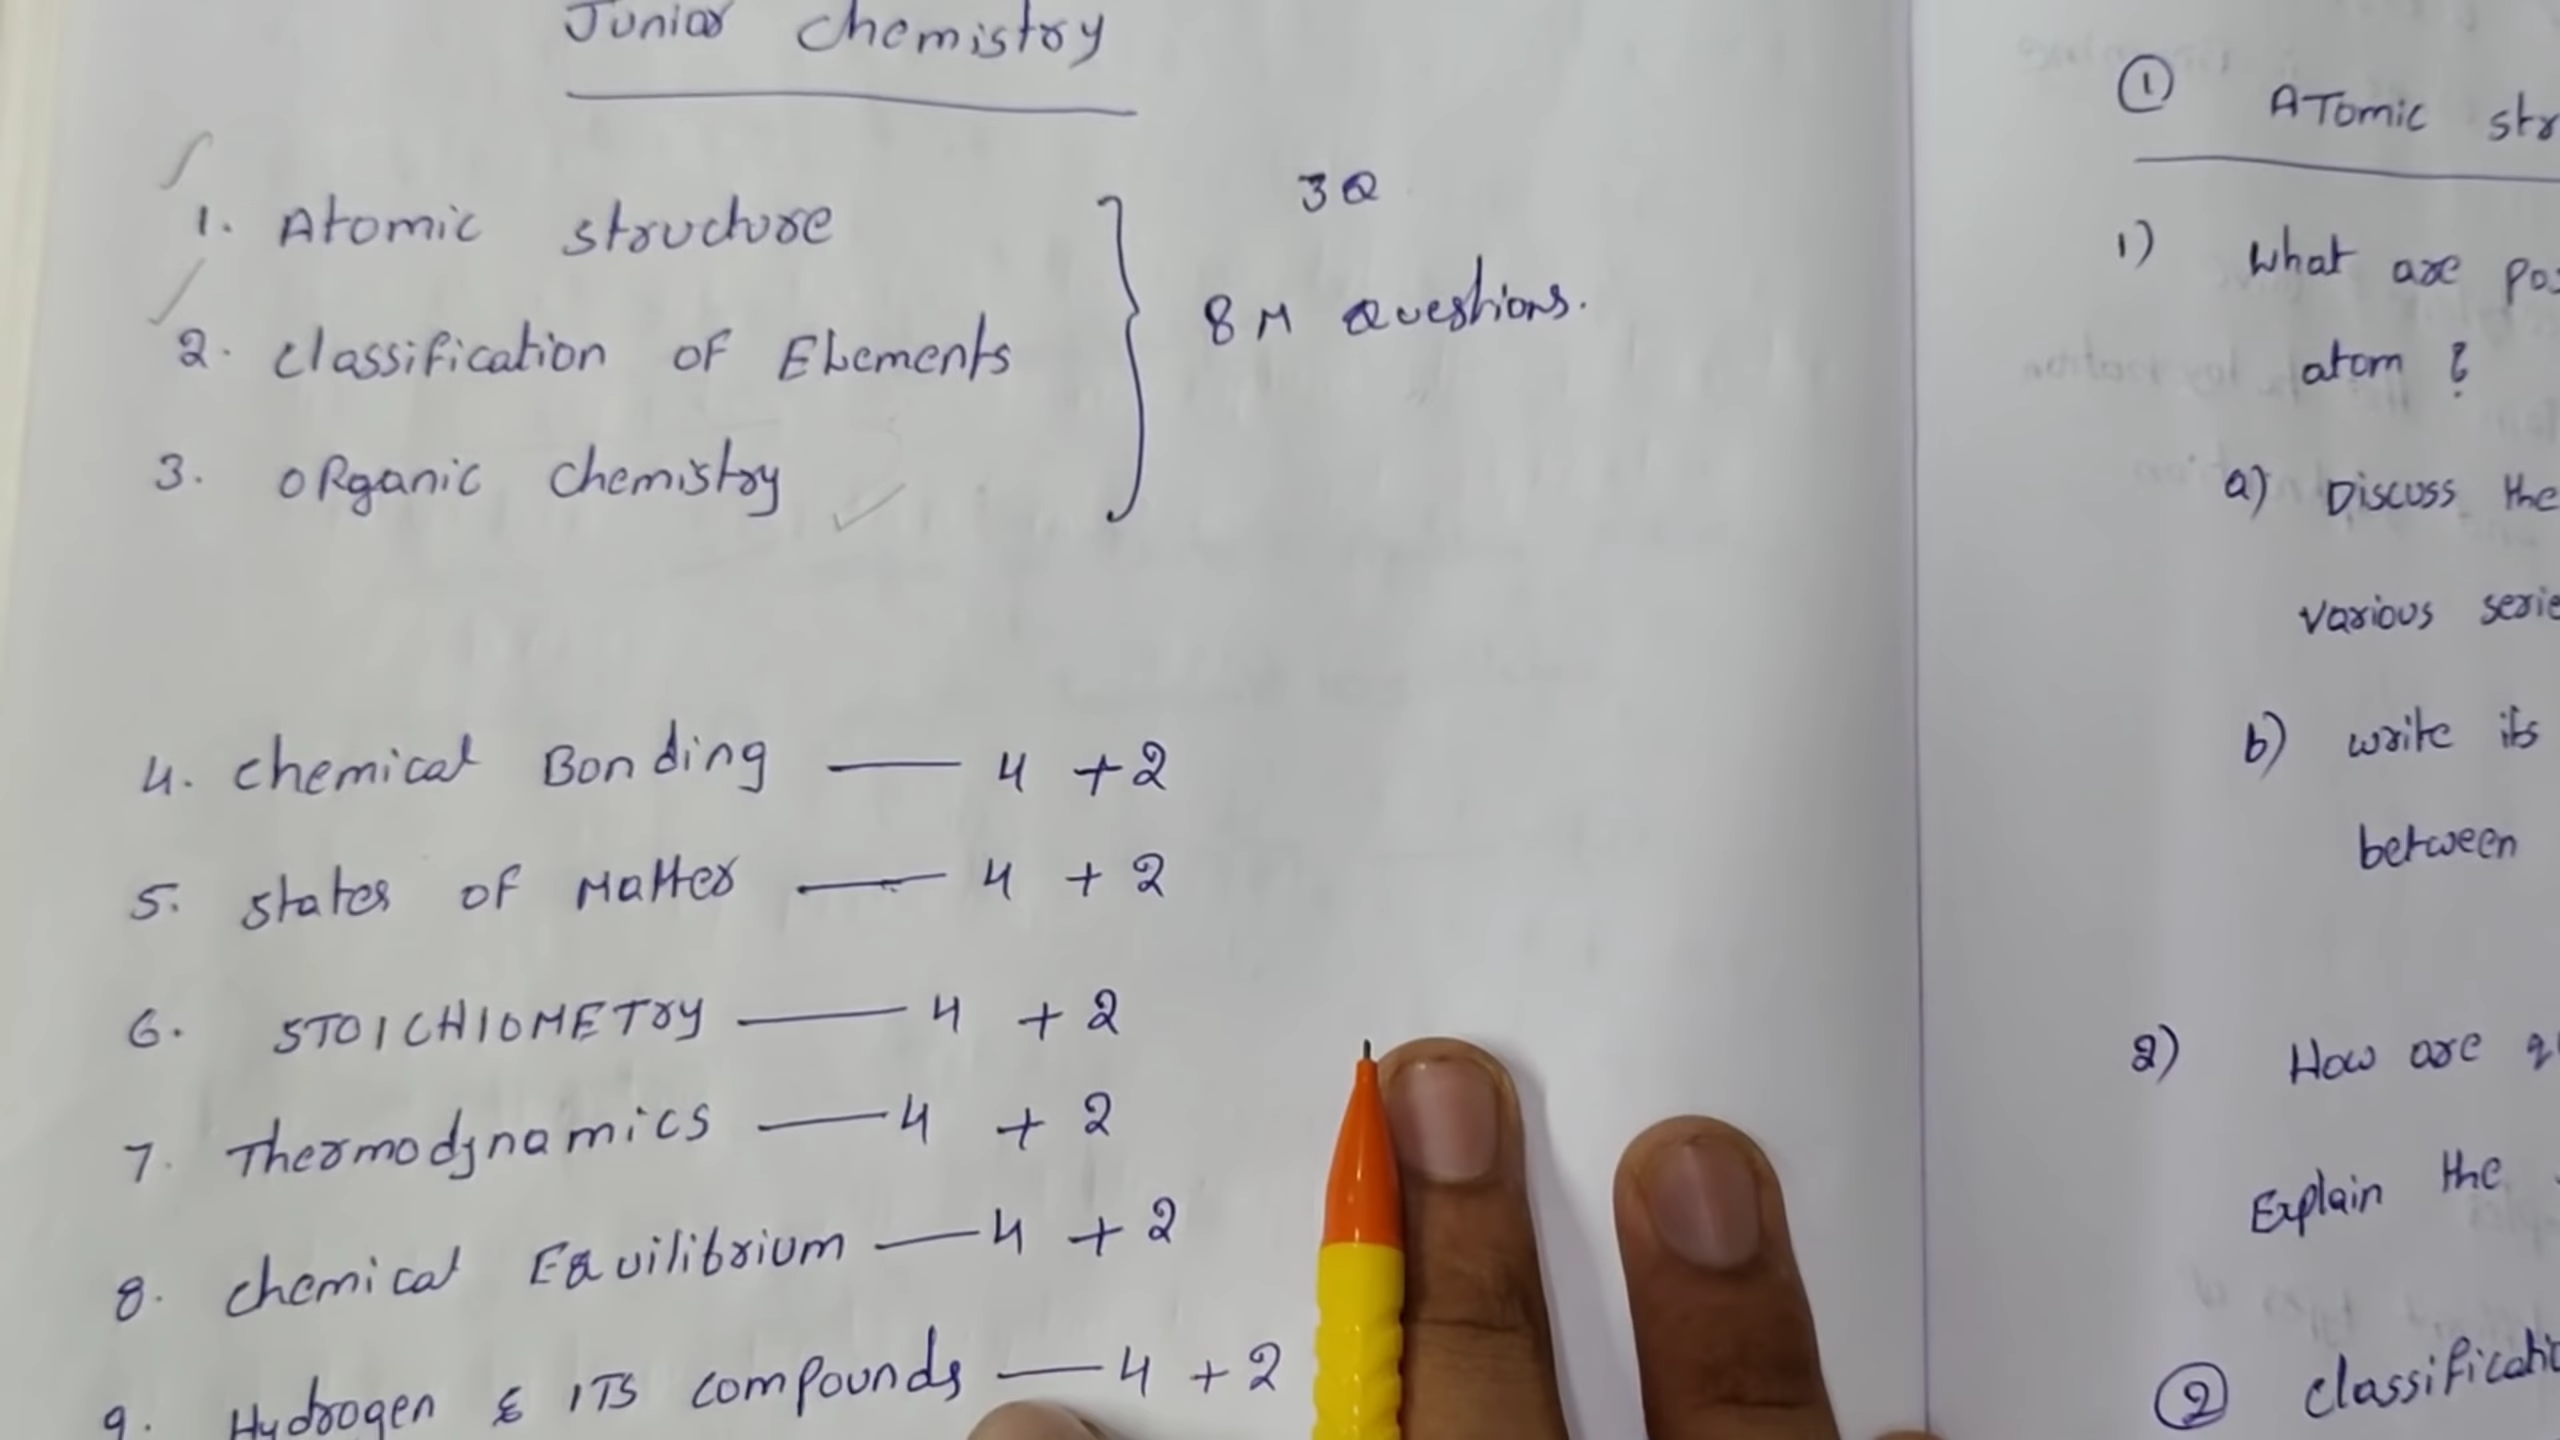 Junior Chemistry
1. Atomic structure
2. Classification of Elements
3. Organic Chemistry
3Q
8M Questions.
4. Chemical Bonding — 4 + 2
5. States of Matter — 4 + 2
6. STOICHIOMETRY — 4 + 2
7. Thermodynamics — 4 + 2
8. Chemical Equilibrium — 4 + 2
9. Hydrogen & ITS compounds — 4 + 2
① Atomic str
1) What are pos
atom ?
a) Discuss the
various serie
b) write its
between
2) How are
Explain the
② Classificati